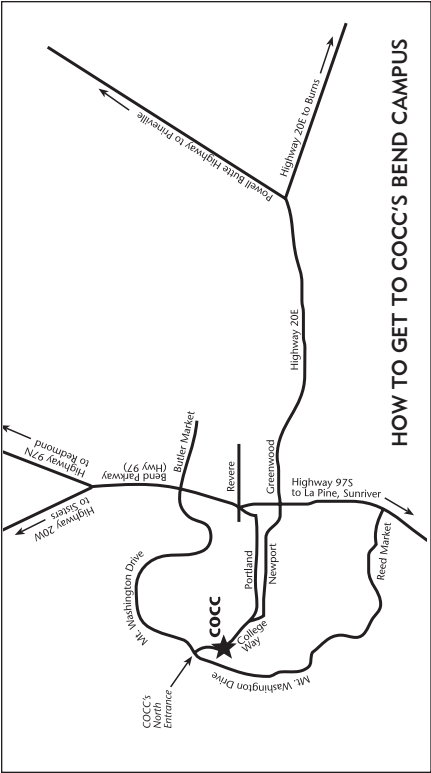 HOW TO GET TO COCC'S BEND CAMPUS
Highway 20E to Burns
Powell Butte Highway to Prineville
Highway 20E
Highway 97N
to Redmond
Highway 20W
to Sisters
Bend Parkway
(Hwy 97)
Butler Market
Revere
Greenwood
Highway 97S
to La Pine, Sunriver
Reed Market
Portland
Newport
Mt. Washington Drive
COCC
College
Way
Mt. Washington Drive
COCC's
North
Entrance